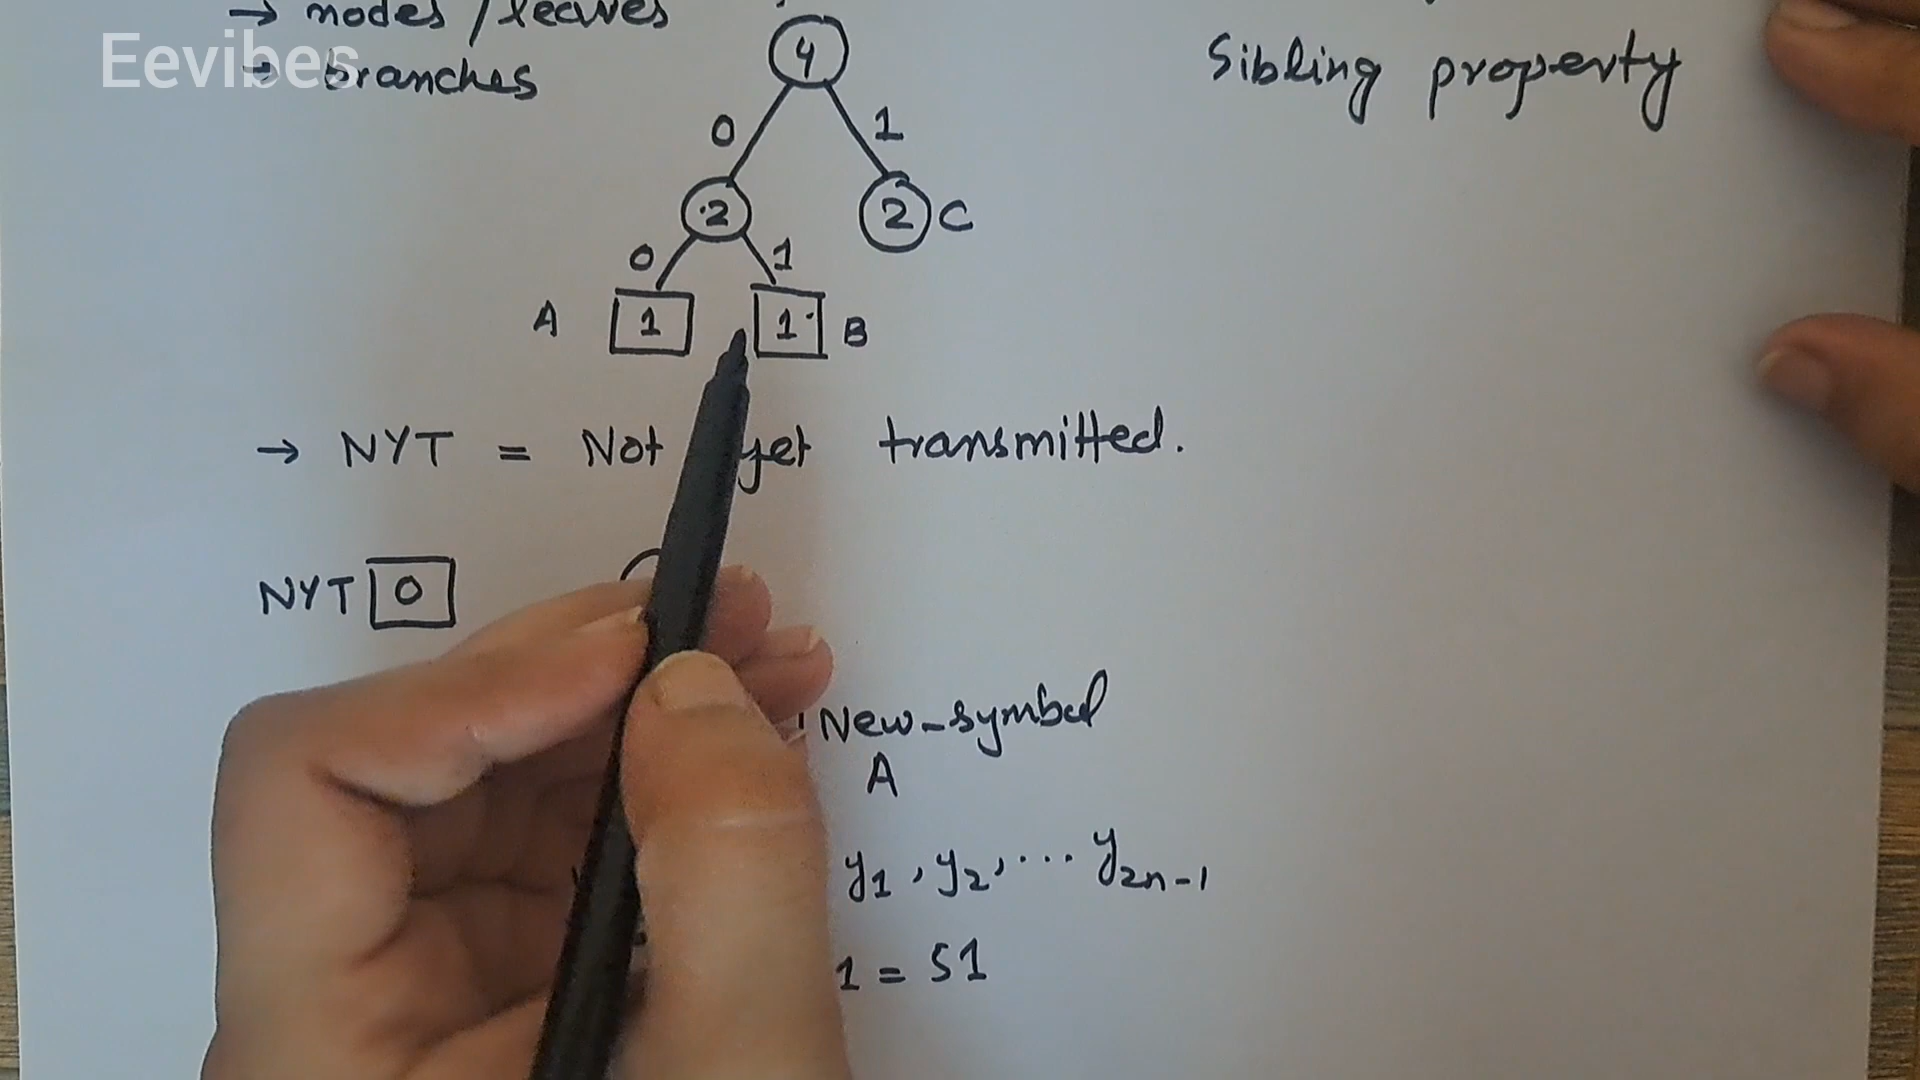 → nodes / leaves
→ branches
Eevibes
Sibling property
4
0 1
2 2 C
0 1
A 1 1 B
→ NYT = Not yet transmitted.
NYT 0
New-symbol
A
y1, y2, ... y2n-1
1 = 51